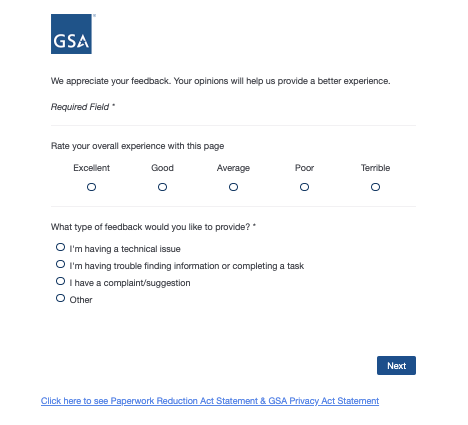 GSA
We appreciate your feedback. Your opinions will help us provide a better experience.
Required Field *
Rate your overall experience with this page
Excellent Good Average Poor Terrible
What type of feedback would you like to provide? *
I'm having a technical issue
I'm having trouble finding information or completing a task
I have a complaint/suggestion
Other
Next
Click here to see Paperwork Reduction Act Statement & GSA Privacy Act Statement